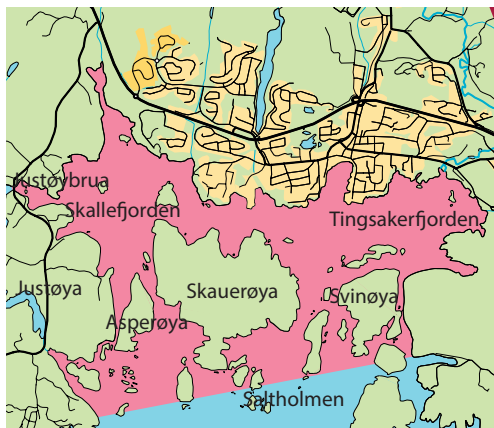 Justøybrua
Skallefjorden
Tingsakerfjorden
Justøya
Skauerøya
Svinøya
Asperøya
Saltholmen